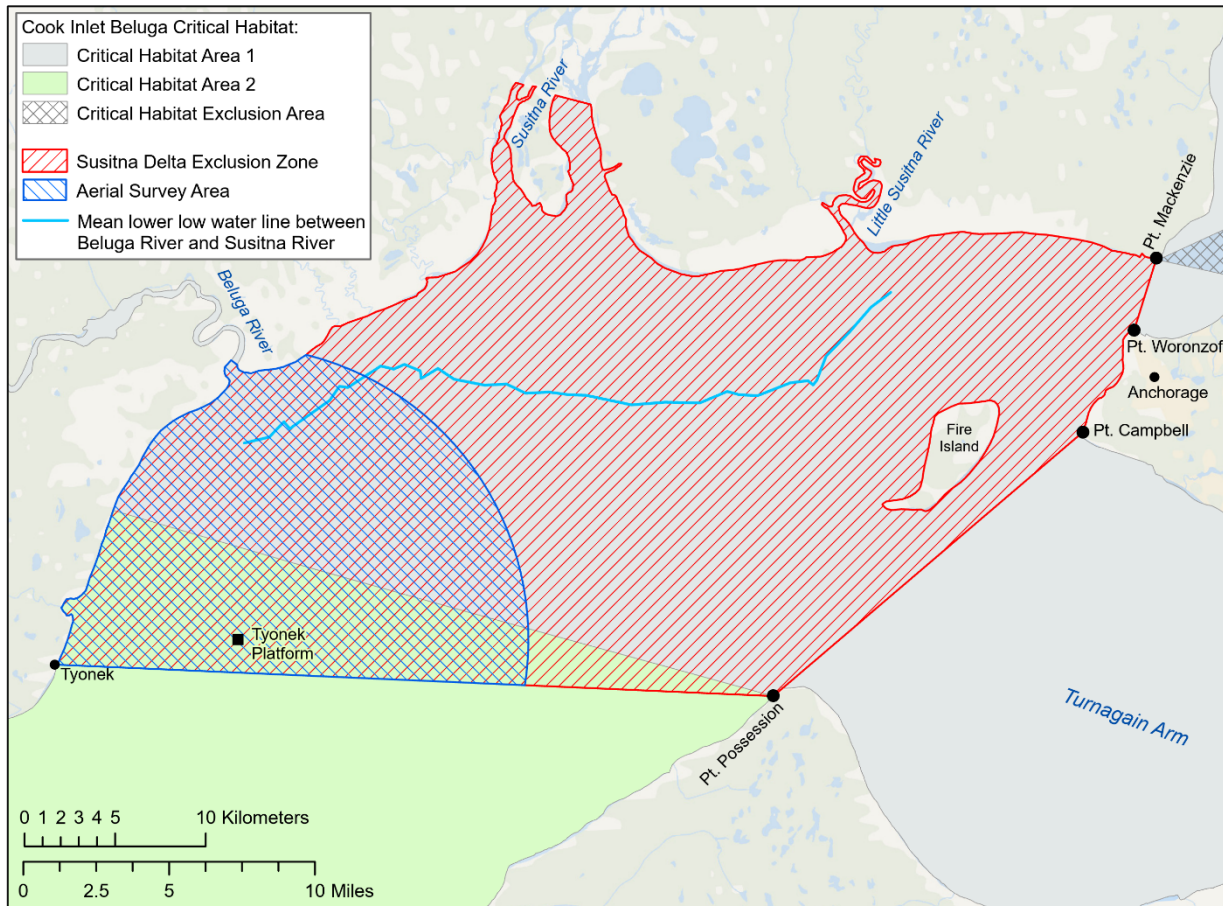 Cook Inlet Beluga Critical Habitat:
Critical Habitat Area 1
Critical Habitat Area 2
Critical Habitat Exclusion Area
Susitna Delta Exclusion Zone
Aerial Survey Area
Mean lower low water line between
Beluga River and Susitna River
Susitna River
Little Susitna River
Pt. Mackenzie
Beluga River
Pt. Woronzof
Anchorage
Pt. Campbell
Fire
Island
Tyonek
Platform
Tyonek
Pt. Possession
Turnagain Arm
0 1 2 3 4 5 10 Kilometers
0 2.5 5 10 Miles